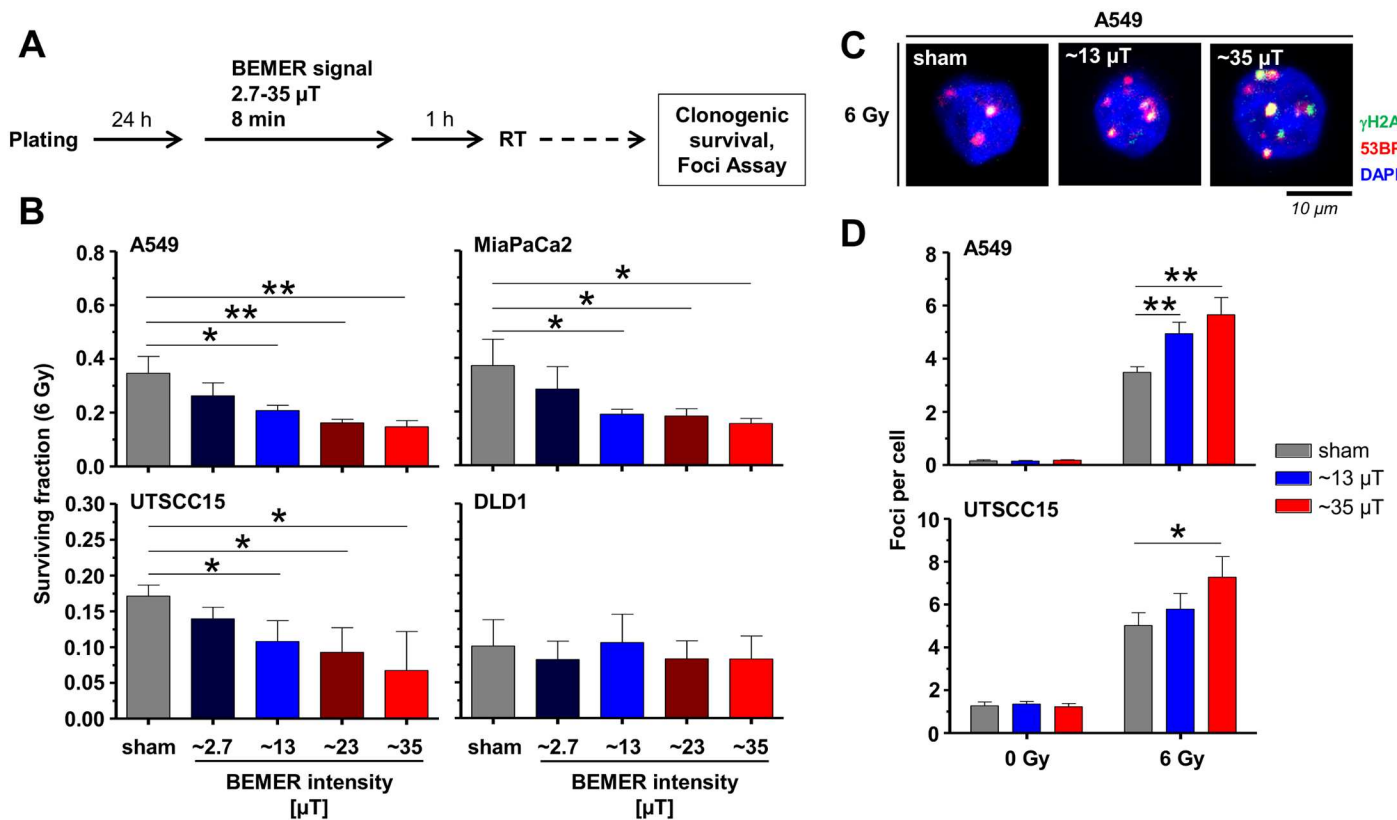 A
BEMER signal
2.7-35 µT
8 min
Plating
24 h
1 h
RT
Clonogenic
survival,
Foci Assay
B
Surviving fraction (6 Gy)
A549
**
**
*
0.8
0.6
0.4
0.2
0.0
MiaPaCa2
*
*
*
UTSCC15
*
*
*
0.30
0.25
0.20
0.15
0.10
0.05
0.00
DLD1
sham ~2.7 ~13 ~23 ~35
BEMER intensity
[µT]
sham ~2.7 ~13 ~23 ~35
BEMER intensity
[µT]
C
A549
6 Gy
sham
~13 µT
~35 µT
γH2A
53BP
DAPI
10 µm
D
Foci per cell
A549
**
**
8
6
4
2
0
UTSCC15
*
10
8
6
4
2
0
0 Gy 6 Gy
sham
~13 µT
~35 µT